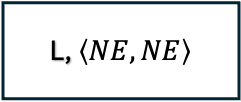 L, ⟨NE, NE⟩